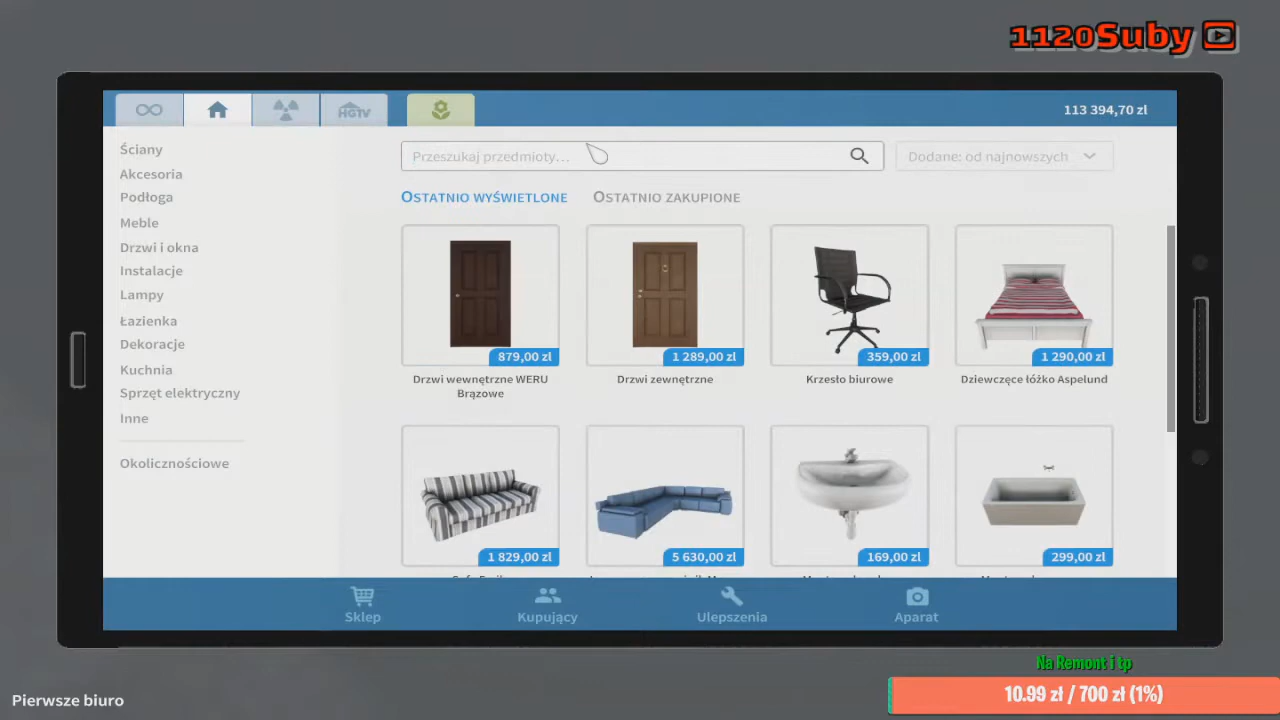 1120Suby
HGTV
113 394,70 zł
Ściany
Akcesoria
Podłoga
Meble
Drzwi i okna
Instalacje
Lampy
Łazienka
Dekoracje
Kuchnia
Sprzęt elektryczny
Inne
Okolicznościowe
Przeszukaj przedmioty...
Dodane: od najnowszych
OSTATNIO WYŚWIETLONE
OSTATNIO ZAKUPIONE
879,00 zł
1 289,00 zł
359,00 zł
1 290,00 zł
Drzwi wewnętrzne WERU
Brązowe
Drzwi zewnętrzne
Krzesło biurowe
Dziewczęce łóżko Aspelund
1 829,00 zł
5 630,00 zł
169,00 zł
299,00 zł
Sklep
Kupujący
Ulepszenia
Aparat
Na Remont i tp
10.99 zł / 700 zł (1%)
Pierwsze biuro